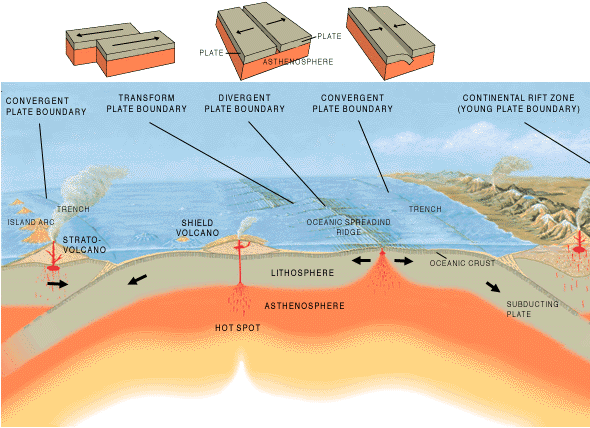 PLATE
PLATE
ASTHENOSPHERE
CONVERGENT
PLATE BOUNDARY
TRANSFORM
PLATE BOUNDARY
DIVERGENT
PLATE BOUNDARY
CONVERGENT
PLATE BOUNDARY
CONTINENTAL RIFT ZONE
(YOUNG PLATE BOUNDARY)
TRENCH
ISLAND ARC
STRATO-
VOLCANO
SHIELD
VOLCANO
OCEANIC SPREADING
RIDGE
TRENCH
OCEANIC CRUST
LITHOSPHERE
ASTHENOSPHERE
SUBDUCTING
PLATE
HOT SPOT